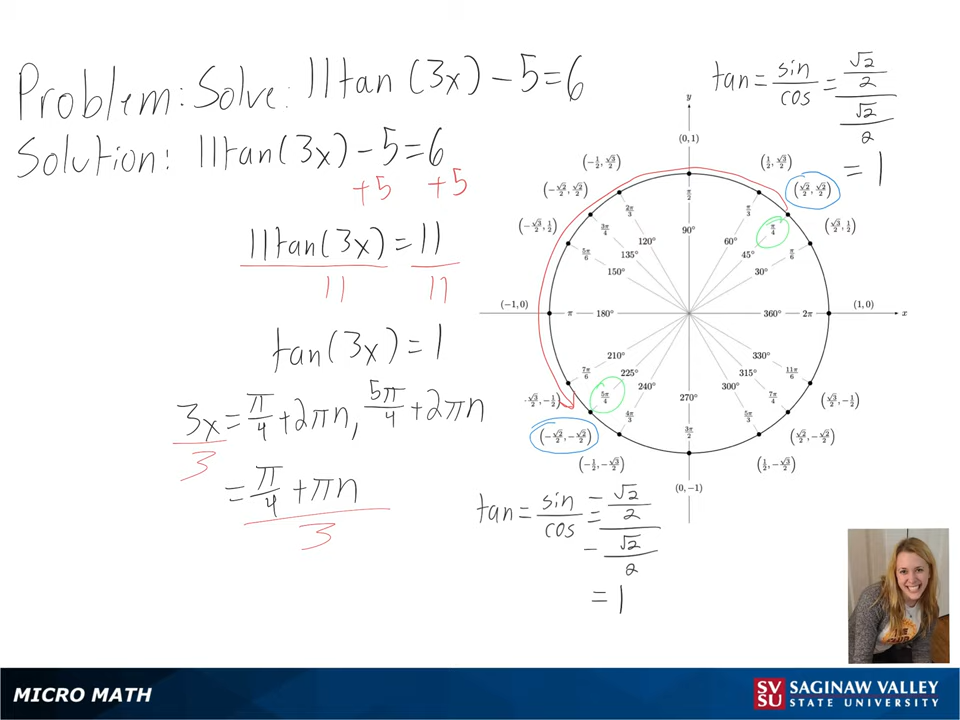 Problem: Solve: 11tan(3x) - 5 = 6
Solution: 11tan(3x) - 5 = 6
+5 +5
11tan(3x) = 11
11 11
tan(3x) = 1
3x = π/4 + 2πn, 5π/4 + 2πn
3
= π/4 + πn
3
tan = sin/cos = (√2/2)/(√2/2)
= 1
y
(0, 1)
(-1/2, √3/2)
(1/2, √3/2)
(-√2/2, √2/2)
(√2/2, √2/2)
(-√3/2, 1/2)
(√3/2, 1/2)
2π/3 π/2 π/3
3π/4 π/4
5π/6 π/6
120° 90° 60°
135° 45°
150° 30°
(-1, 0) (1, 0)
π 180° 360° 2π x
210° 330°
7π/6 11π/6
225° 315°
240° 300°
5π/4 270° 7π/4
4π/3 3π/2 5π/3
√3/2, -1/2)
(√3/2, -1/2)
(-√2/2, -√2/2)
(√2/2, -√2/2)
(-1/2, -√3/2)
(1/2, -√3/2)
(0, -1)
tan = sin/cos = (-√2/2)/(-√2/2)
= 1
MICRO MATH
SVSU SAGINAW VALLEY
STATE UNIVERSITY